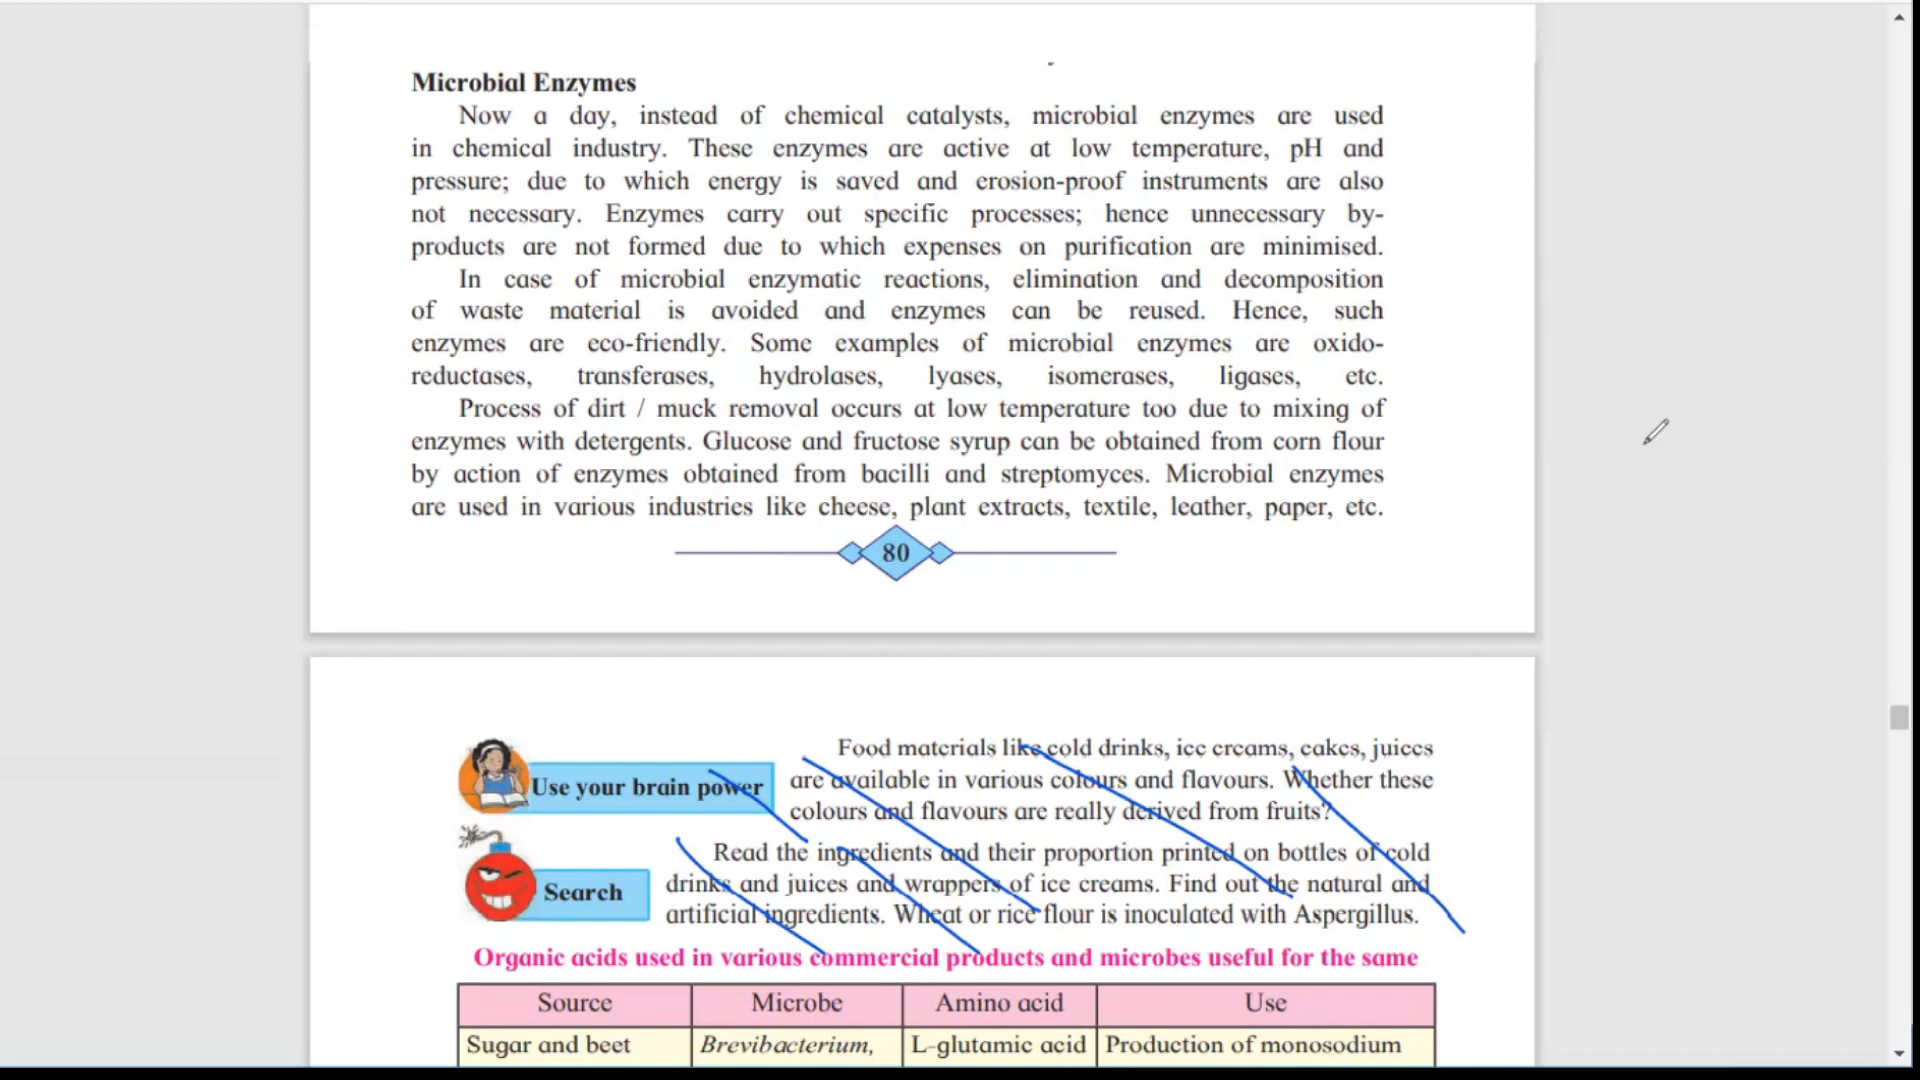 Microbial Enzymes
Now a day, instead of chemical catalysts, microbial enzymes are used
in chemical industry. These enzymes are active at low temperature, pH and
pressure; due to which energy is saved and erosion-proof instruments are also
not necessary. Enzymes carry out specific processes; hence unnecessary by-
products are not formed due to which expenses on purification are minimised.
In case of microbial enzymatic reactions, elimination and decomposition
of waste material is avoided and enzymes can be reused. Hence, such
enzymes are eco-friendly. Some examples of microbial enzymes are oxido-
reductases, transferases, hydrolases, lyases, isomerases, ligases, etc.
Process of dirt / muck removal occurs at low temperature too due to mixing of
enzymes with detergents. Glucose and fructose syrup can be obtained from corn flour
by action of enzymes obtained from bacilli and streptomyces. Microbial enzymes
are used in various industries like cheese, plant extracts, textile, leather, paper, etc.
80
Use your brain power
Food materials like cold drinks, ice creams, cakes, juices
are available in various colours and flavours. Whether these
colours and flavours are really derived from fruits?
Search
Read the ingredients and their proportion printed on bottles of cold
drinks and juices and wrappers of ice creams. Find out the natural and
artificial ingredients. Wheat or rice flour is inoculated with Aspergillus.
Organic acids used in various commercial products and microbes useful for the same
Source Microbe Amino acid Use
Sugar and beet Brevibacterium, L-glutamic acid Production of monosodium